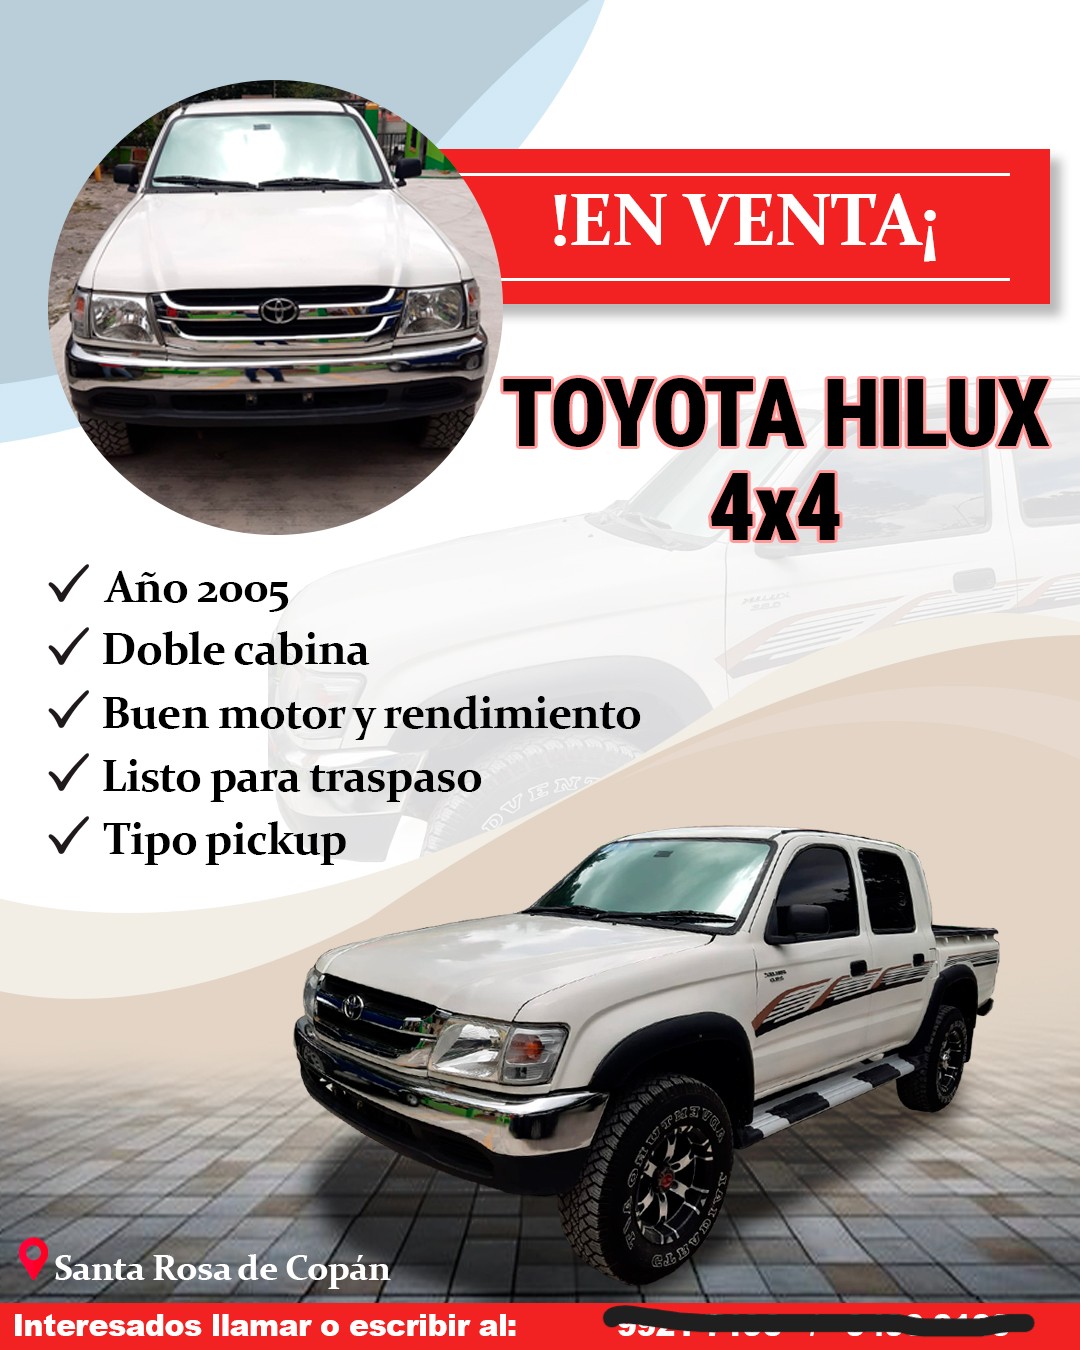 !EN VENTA¡
TOYOTA HILUX
4x4
Año 2005
Doble cabina
Buen motor y rendimiento
Listo para traspaso
Tipo pickup
Santa Rosa de Copán
Interesados llamar o escribir al: